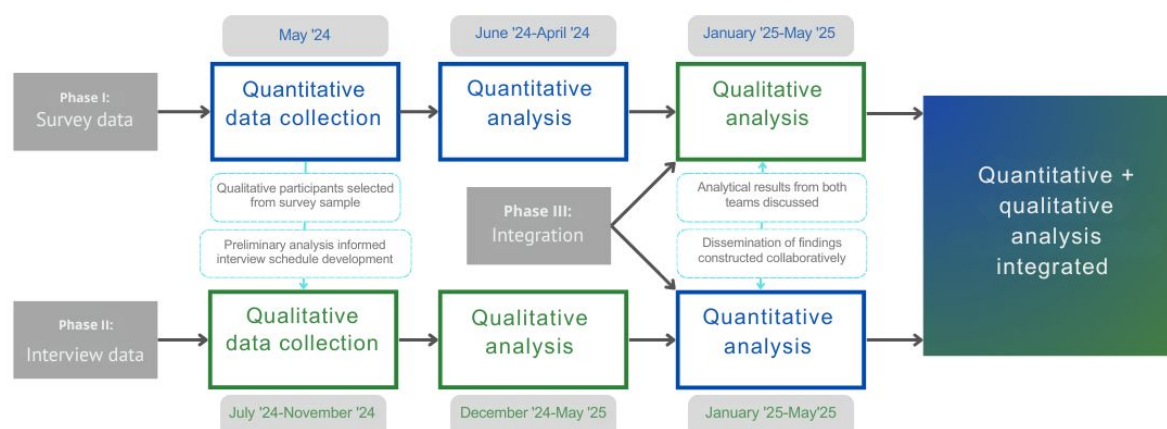 May '24
June '24-April '24
January '25-May '25
Phase I:
Survey data
Quantitative
data collection
Quantitative
analysis
Qualitative
analysis
Qualitative participants selected
from survey sample
Preliminary analysis informed
interview schedule development
Phase III:
Integration
Analytical results from both
teams discussed
Dissemination of findings
constructed collaboratively
Quantitative +
qualitative
analysis
integrated
Phase II:
Interview data
Qualitative
data collection
Qualitative
analysis
Quantitative
analysis
July '24-November '24
December '24-May '25
January '25-May'25